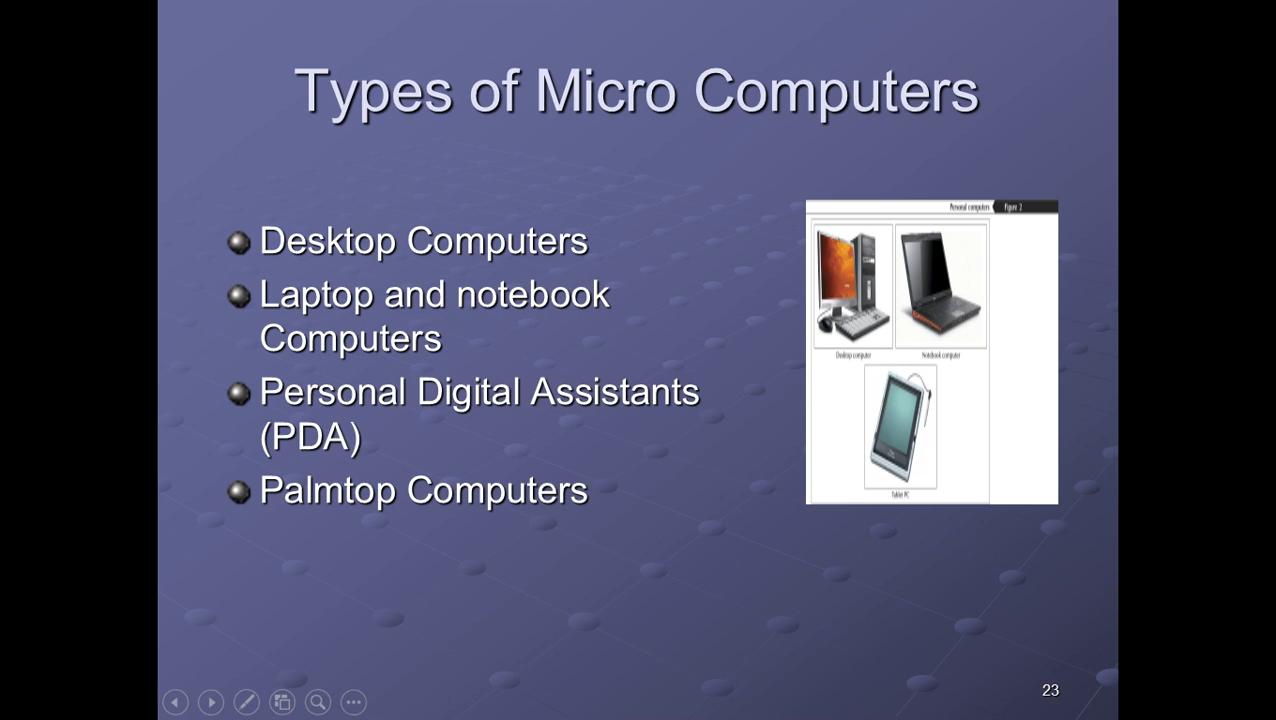 Types of Micro Computers
Desktop Computers
Laptop and notebook
Computers
Personal Digital Assistants
(PDA)
Palmtop Computers
Personal computers
Figure 2
Desktop computer
Notebook computer
Tablet PC
23